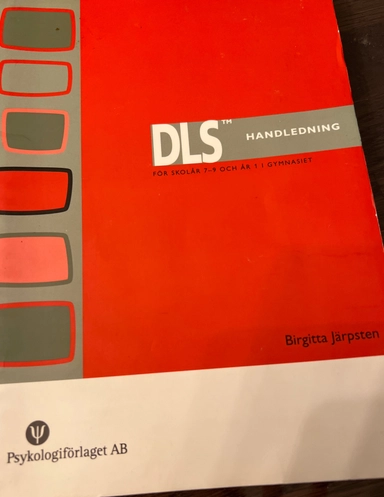 DLS™ HANDLEDNING
FÖR SKOLÅR 7–9 OCH ÅR 1 I GYMNASIET
Birgitta Järpsten
Psykologiförlaget AB